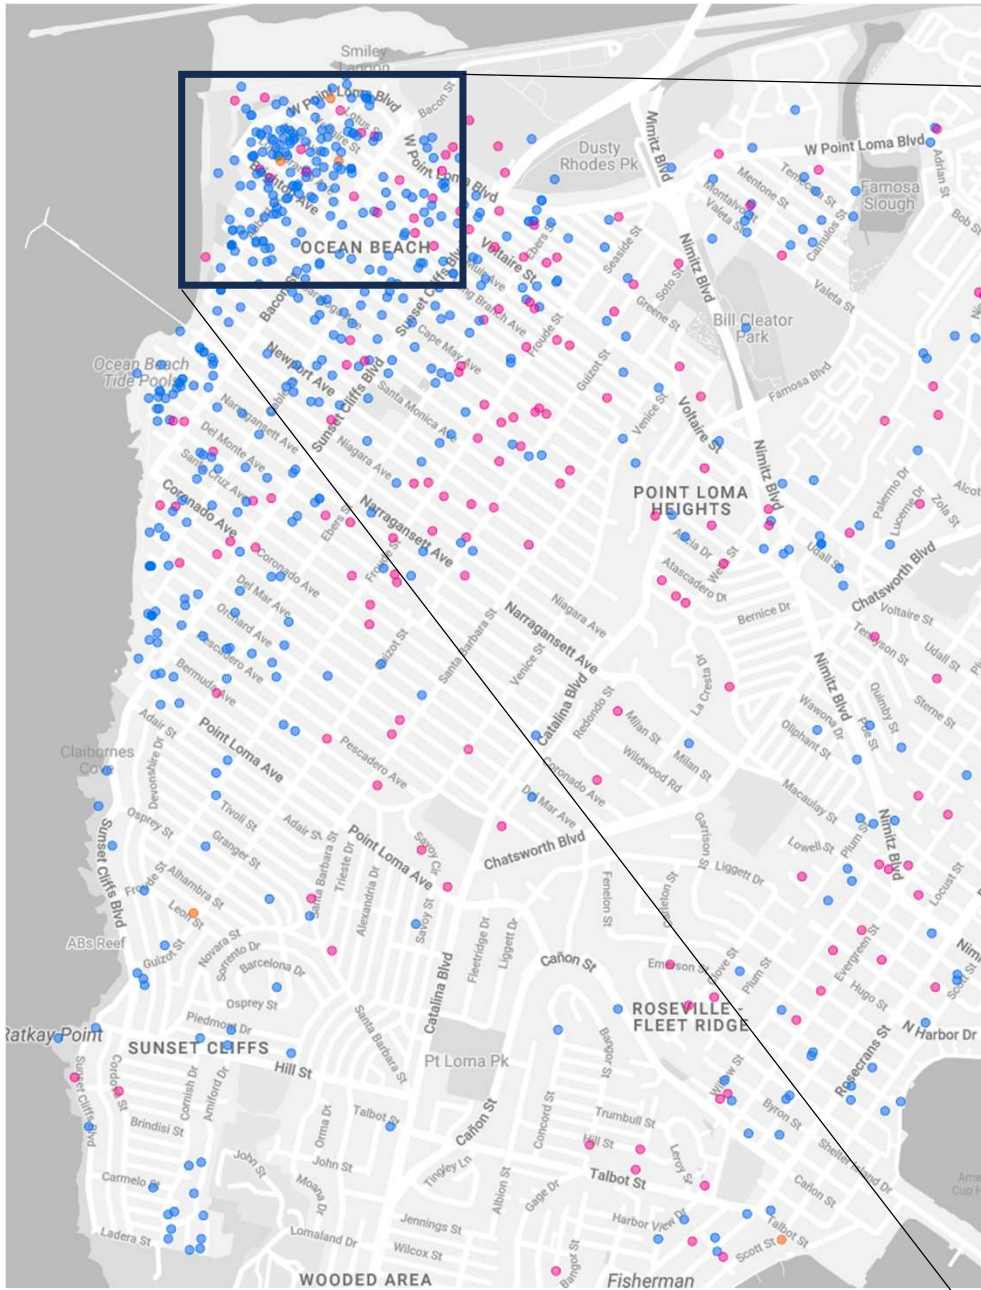 Smiley
Lagoon
W Point Loma Blvd
Bacon St
Lotus St
W Point Loma Blvd
Brighton Ave
OCEAN BEACH
Dusty
Rhodes Pk
Nimitz Blvd
W Point Loma Blvd
Adrian St
Famosa
Slough
Mentone St
Montalvo St
Valeta St
Camulos St
Bob St
Voltaire St
Ebers St
Seaside St
Nimitz Blvd
Soto St
Greene St
Valeta St
Bill Cleator
Park
Bacon St
Sunset Cliffs Blvd
Froude St
Cape May Ave
Guizot St
Famosa Blvd
Ocean Beach
Tide Pools
Newport Ave
Sunset Cliffs Blvd
Santa Monica Ave
Venice St
Voltaire St
Nimitz Blvd
Narragansett Ave
Del Monte Ave
Santa Cruz Ave
Niagara Ave
Coronado Ave
Ebers St
Narragansett Ave
POINT LOMA
HEIGHTS
Palermo Dr
Lucerne Dr
Zola St
Alcot
Udall St
Chatsworth Blvd
Atascadero Dr
Bernice Dr
Voltaire St
Tennyson St
Udall St
Coronado Ave
Del Mar Ave
Orchard Ave
Pescadero Ave
Bermuda Ave
Guizot St
Santa Barbara St
Narragansett Ave
Niagara Ave
Venice St
La Cresta Dr
Nimitz Blvd
Quimby St
Sterne St
Adair St
Point Loma Ave
Catalina Blvd
Redondo St
Milan St
Milan St
Wildwood Rd
Wawona Dr
Oliphant St
Poe St
Claibornes
Cove
Devonshire Dr
Pescadero Ave
Coronado Ave
Del Mar Ave
Macaulay St
Nimitz Blvd
Osprey St
Tivoli St
Adair St
Granger St
Sunset Cliffs Blvd
Santa Barbara St
Trieste Dr
Alexandria Dr
Point Loma Ave
Savoy Cir
Chatsworth Blvd
Garrison St
Lowell St
Plum St
Liggett Dr
Locust St
Froude St
Alhambra St
Leon St
Savoy St
Fenelon St
ABs Reef
Guizot St
Novara St
Sorrento Dr
Barcelona Dr
Fleetridge Dr
Liggett Dr
Cañon St
Emerson St
Clove St
Plum St
Evergreen St
Hugo St
Scott St
Osprey St
Catalina Blvd
ROSEVILLE -
FLEET RIDGE
Ratkay Point
Piedmont Dr
SUNSET CLIFFS
Hill St
Santa Barbara St
Pt Loma Pk
Bangor St
Rosecrans St
N Harbor Dr
Sunset Cliffs Blvd
Cordova St
Cornish Dr
Amiford Dr
Brindisi St
Orma Dr
Talbot St
Cañon St
Concord St
Trumbull St
Hill St
Willow St
Byron St
Shelter Island Dr
Carmelo St
John St
John St
Moana Dr
Tingley Ln
Albion St
Gage Dr
Talbot St
Leroy St
Cañon St
Ladera St
Lomaland Dr
Jennings St
Wilcox St
Harbor View Dr
Talbot St
Scott St
Bangor St
WOODED AREA
Fisherman